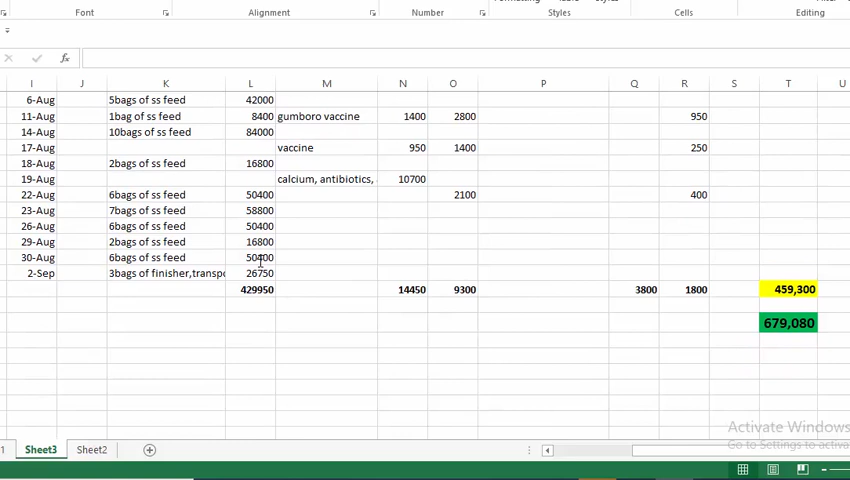 Font Alignment Number Styles Cells Editing
fx
I J K L M N O P Q R S T U
6-Aug 5bags of ss feed 42000
11-Aug 1bag of ss feed 8400 gumboro vaccine 1400 2800 950
14-Aug 10bags of ss feed 84000
17-Aug vaccine 950 1400 250
18-Aug 2bags of ss feed 16800
19-Aug calcium, antibiotics, 10700
22-Aug 6bags of ss feed 50400 2100 400
23-Aug 7bags of ss feed 58800
26-Aug 6bags of ss feed 50400
29-Aug 2bags of ss feed 16800
30-Aug 6bags of ss feed 50400
2-Sep 3bags of finisher,transpo 26750
429950 14450 9300 3800 1800 459,300
679,080
Activate Windows
Go to Settings to activa
1 Sheet3 Sheet2